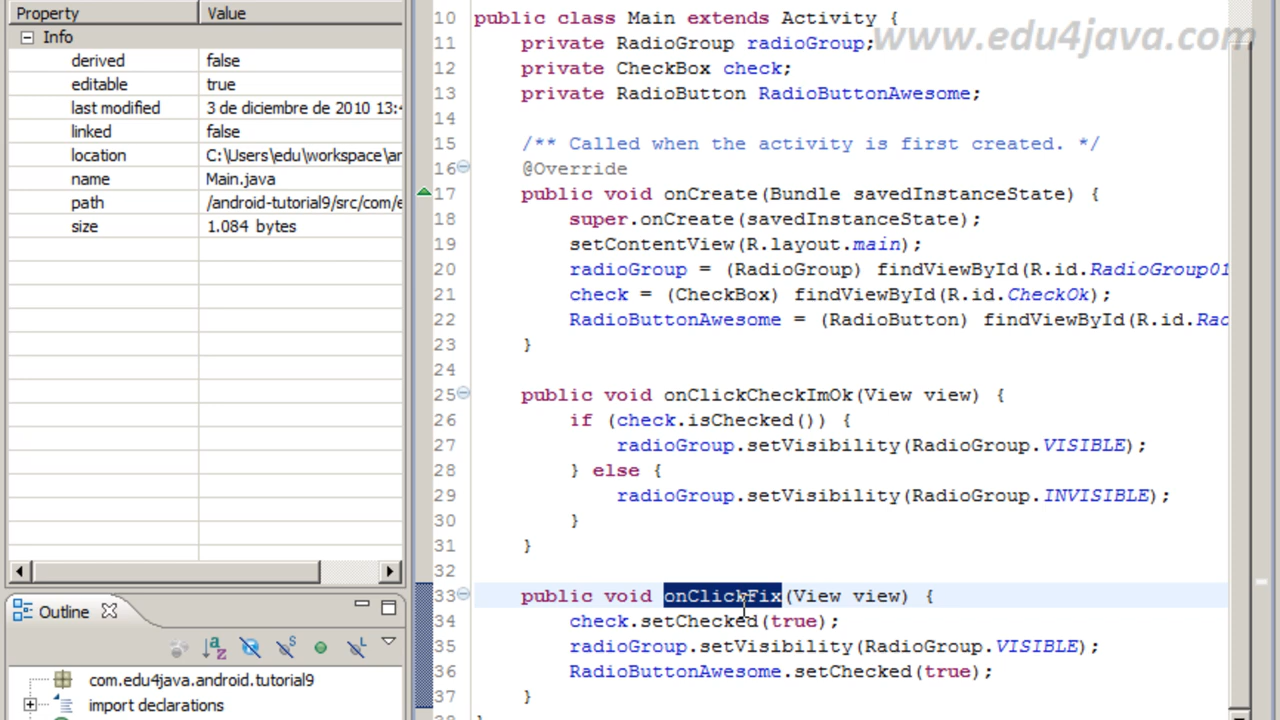 Property Value
Info
derived false
editable true
last modified 3 de diciembre de 2010 13:4
linked false
location C:\Users\edu\workspace\an
name Main.java
path /android-tutorial9/src/com/e
size 1.084 bytes
Outline
com.edu4java.android.tutorial9
import declarations
www.edu4java.com
10 public class Main extends Activity {
11 private RadioGroup radioGroup;
12 private CheckBox check;
13 private RadioButton RadioButtonAwesome;
14
15 /** Called when the activity is first created. */
16 @Override
17 public void onCreate(Bundle savedInstanceState) {
18 super.onCreate(savedInstanceState);
19 setContentView(R.layout.main);
20 radioGroup = (RadioGroup) findViewById(R.id.RadioGroup01
21 check = (CheckBox) findViewById(R.id.CheckOk);
22 RadioButtonAwesome = (RadioButton) findViewById(R.id.Rac
23 }
24
25 public void onClickCheckImOk(View view) {
26 if (check.isChecked()) {
27 radioGroup.setVisibility(RadioGroup.VISIBLE);
28 } else {
29 radioGroup.setVisibility(RadioGroup.INVISIBLE);
30 }
31 }
32
33 public void onClickFix(View view) {
34 check.setChecked(true);
35 radioGroup.setVisibility(RadioGroup.VISIBLE);
36 RadioButtonAwesome.setChecked(true);
37 }